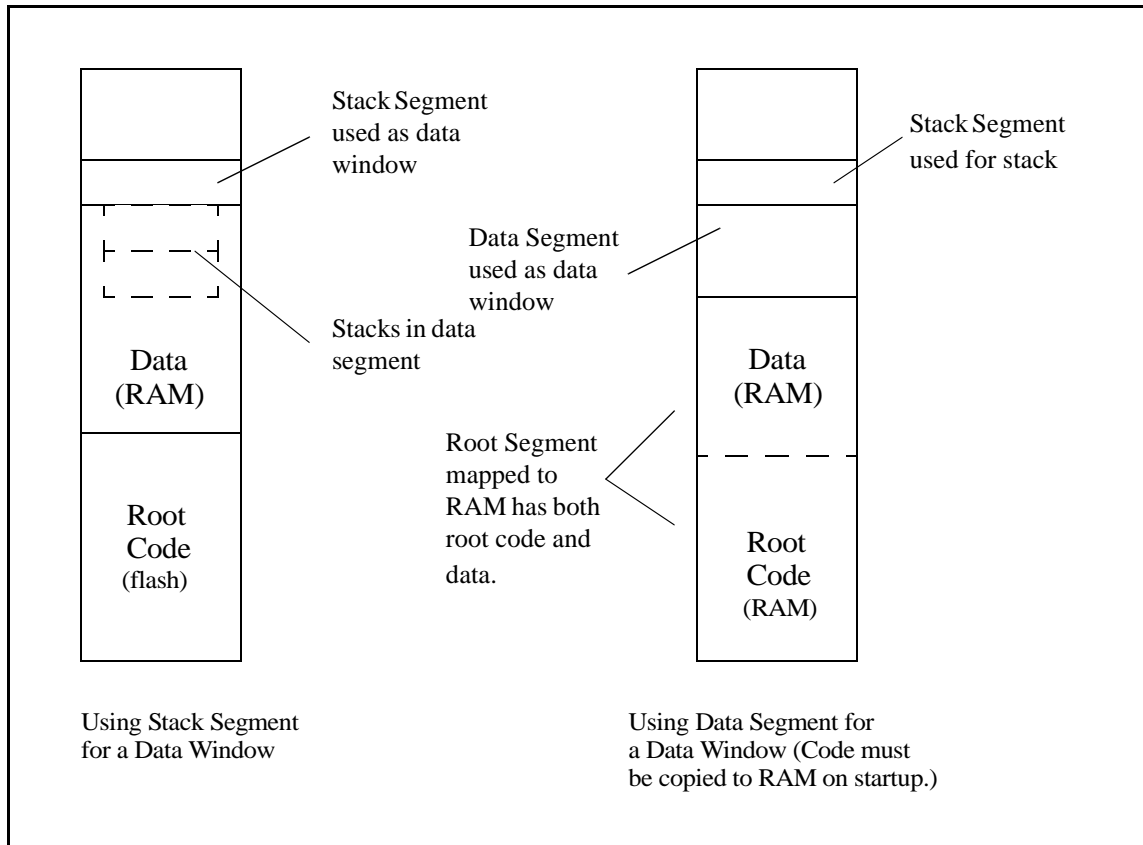 Stack Segment
used as data
window
Stacks in data
segment
Data
(RAM)
Root
Code
(flash)
Using Stack Segment
for a Data Window
Stack Segment
used for stack
Data Segment
used as data
window
Data
(RAM)
Root Segment
mapped to
RAM has both
root code and
data.
Root
Code
(RAM)
Using Data Segment for
a Data Window (Code must
be copied to RAM on startup.)